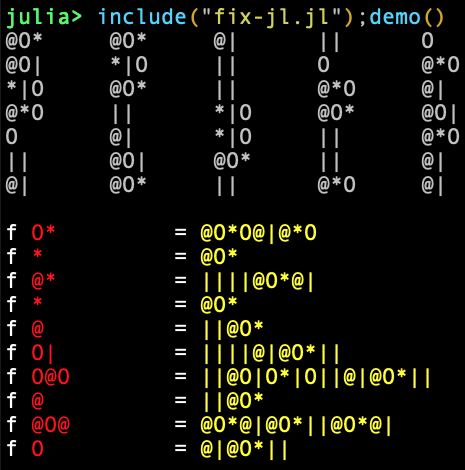 julia> include("fix-jl.jl");demo()
@O* @O* @| || O
@O| *|O || O @*O
*|O @O* || @*O @|
@*O || *|O @O* @O|
O @| *|O || @*O
|| @O| @O* || @|
@| @O* || @*O @|
f O* = @O*O@|@*O
f * = @O*
f @* = ||||@O*@|
f * = @O*
f @ = ||@O*
f O| = ||||@|@O*||
f O@O = ||@O|O*|O||@|@O*||
f @ = ||@O*
f @O@ = @O*@|@O*||@O*@|
f O = @|@O*||